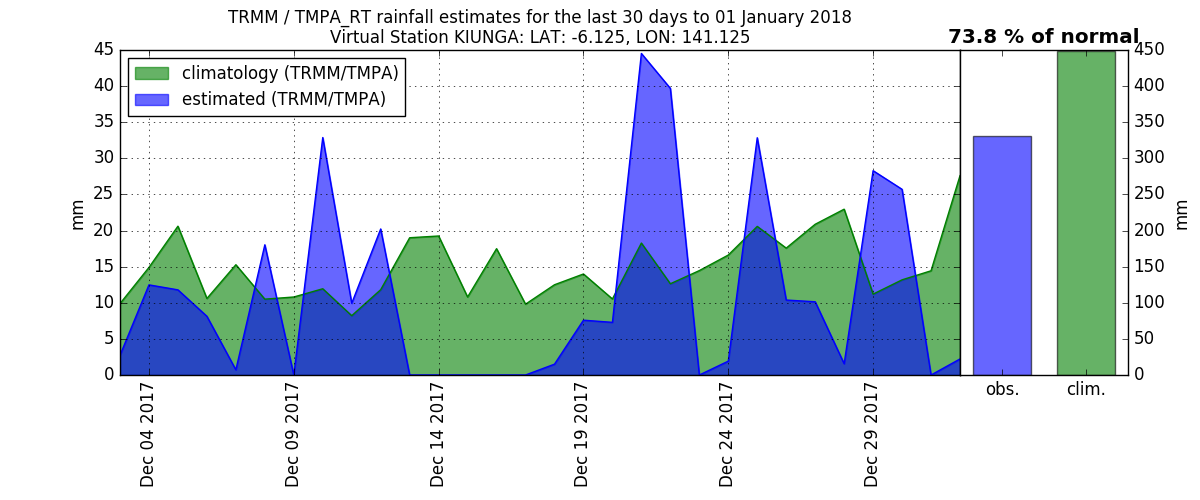 TRMM / TMPA_RT rainfall estimates for the last 30 days to 01 January 2018
Virtual Station KIUNGA: LAT: -6.125, LON: 141.125
73.8 % of normal
climatology (TRMM/TMPA)
estimated (TRMM/TMPA)
45
40
35
30
25
20
15
10
5
0
mm
Dec 04 2017
Dec 09 2017
Dec 14 2017
Dec 19 2017
Dec 24 2017
Dec 29 2017
obs.
clim.
450
400
350
300
250
200
150
100
50
0
mm